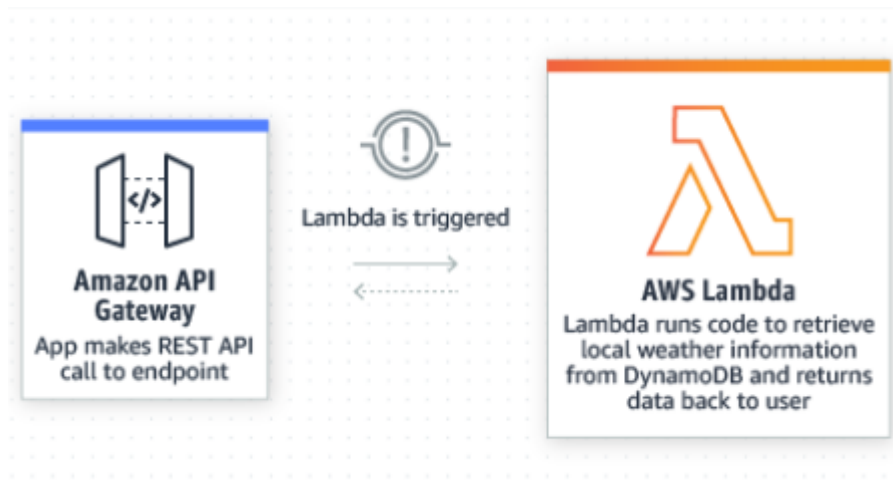 </>
Amazon API
Gateway
App makes REST API
call to endpoint
Lambda is triggered
AWS Lambda
Lambda runs code to retrieve
local weather information
from DynamoDB and returns
data back to user